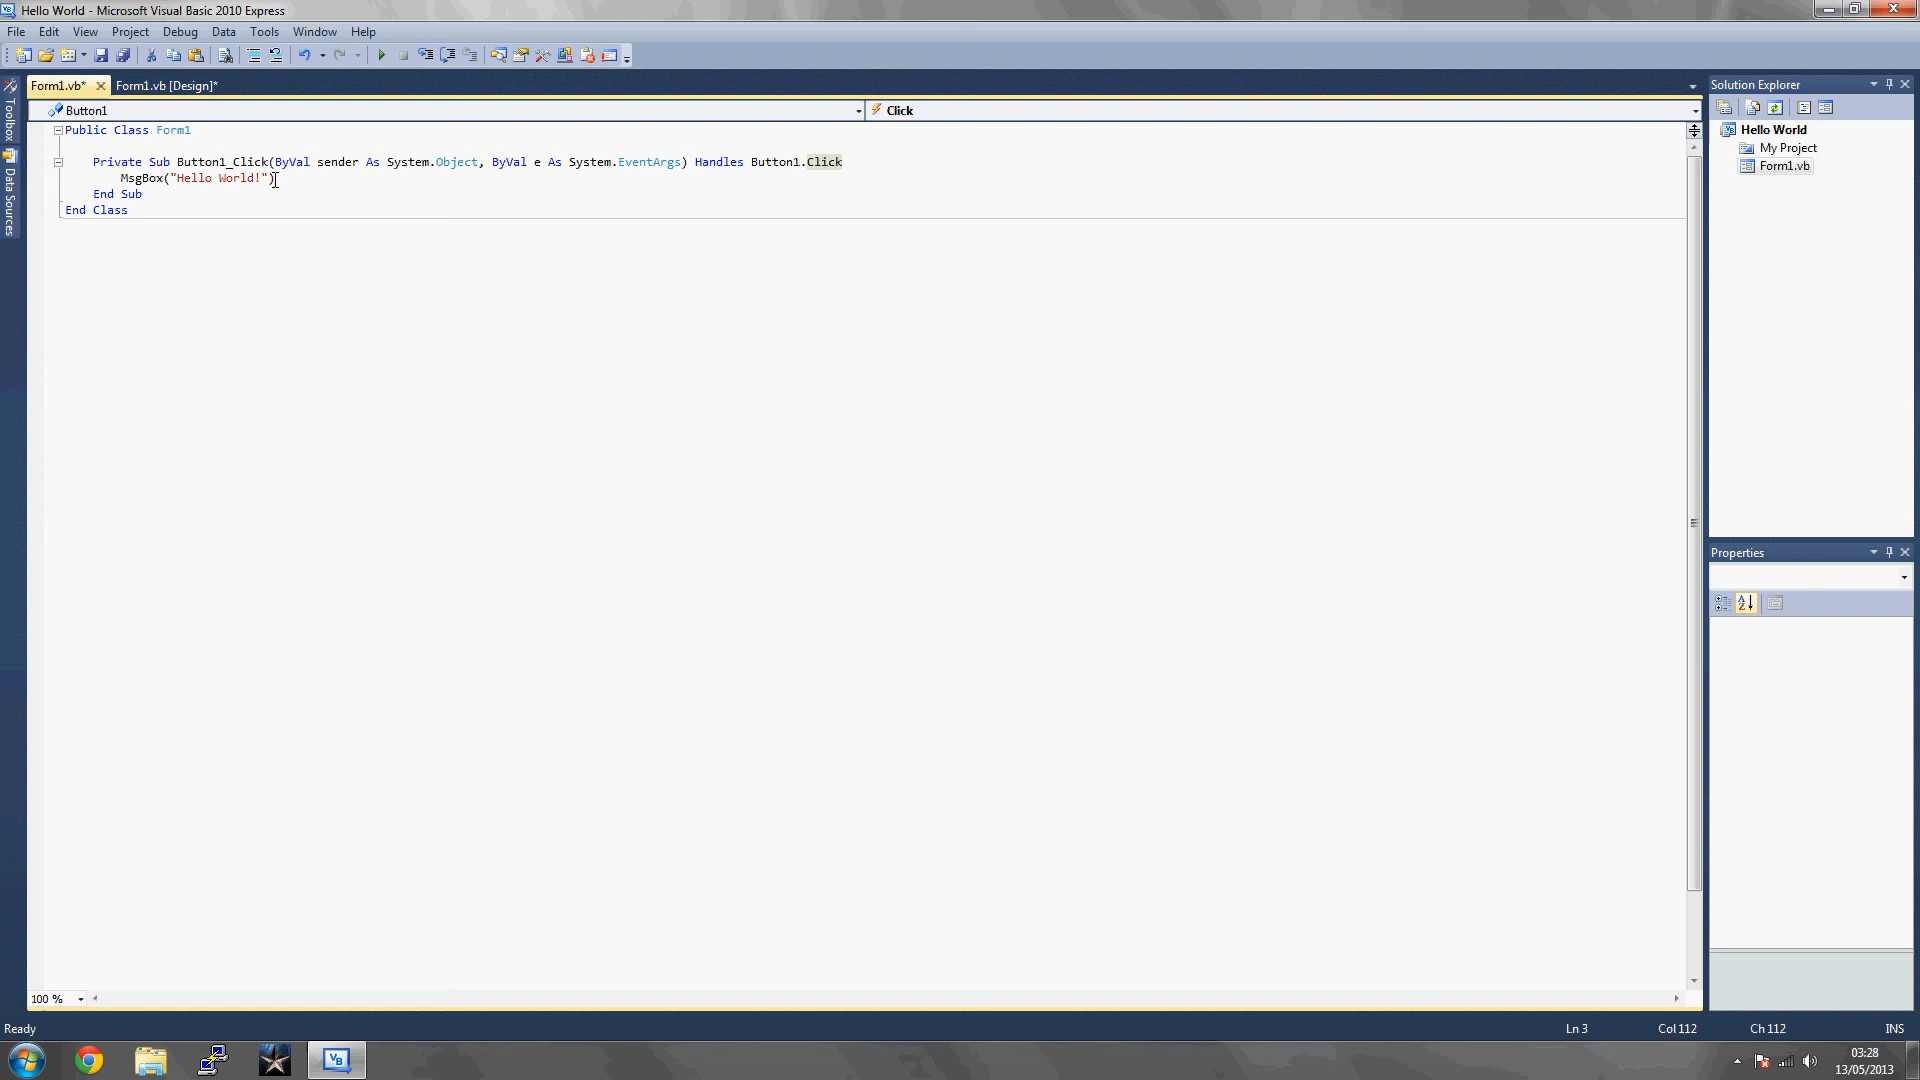 Hello World - Microsoft Visual Basic 2010 Express
File Edit View Project Debug Data Tools Window Help
Form1.vb* Form1.vb [Design]*
Button1 Click
Public Class Form1
Private Sub Button1_Click(ByVal sender As System.Object, ByVal e As System.EventArgs) Handles Button1.Click
MsgBox("Hello World!")
End Sub
End Class
Toolbox
Data Sources
Solution Explorer
Hello World
My Project
Form1.vb
Properties
100 %
Ready Ln 3 Col 112 Ch 112 INS
03:28
13/05/2013